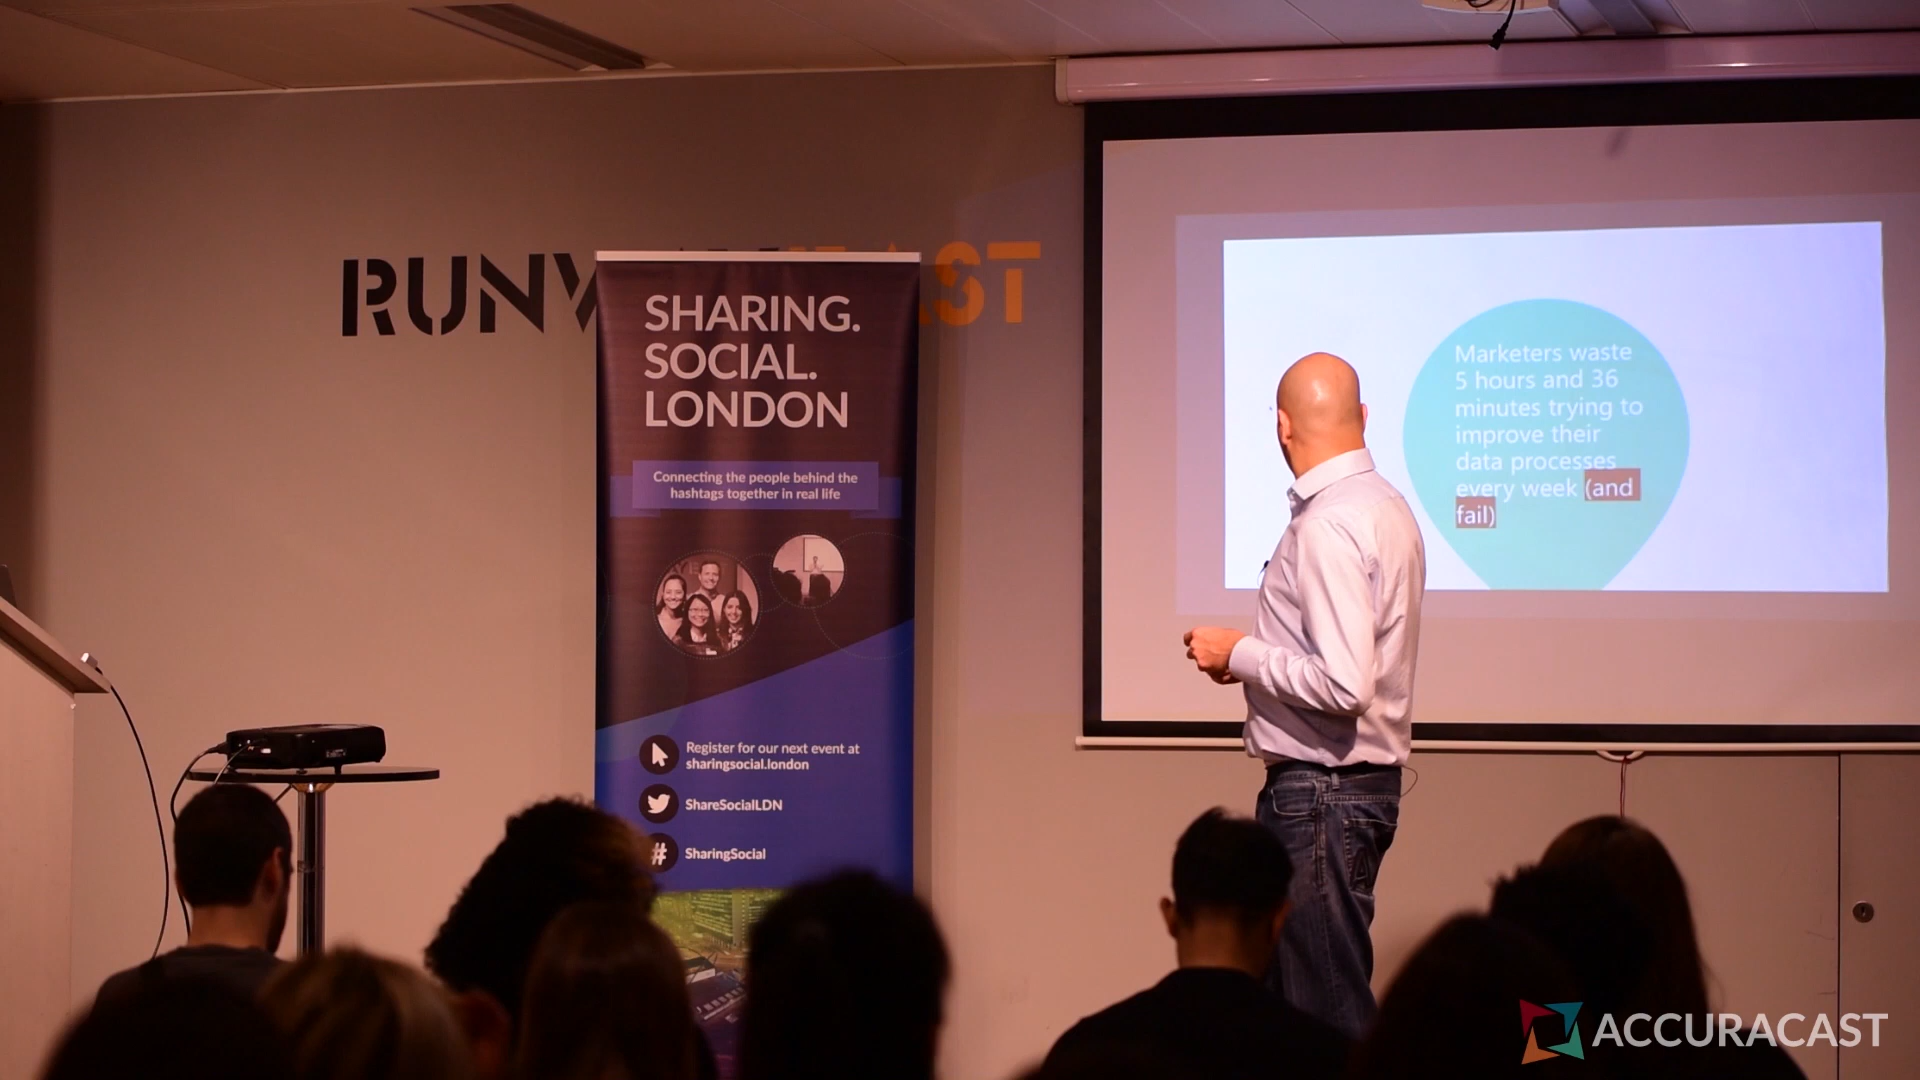 RUNWAYEAST
SHARING.
SOCIAL.
LONDON
Connecting the people behind the
hashtags together in real life
Register for our next event at
sharingsocial.london
ShareSocialLDN
# SharingSocial
Marketers waste
5 hours and 36
minutes trying to
improve their
data processes
every week (and
fail)
ACCURACAST